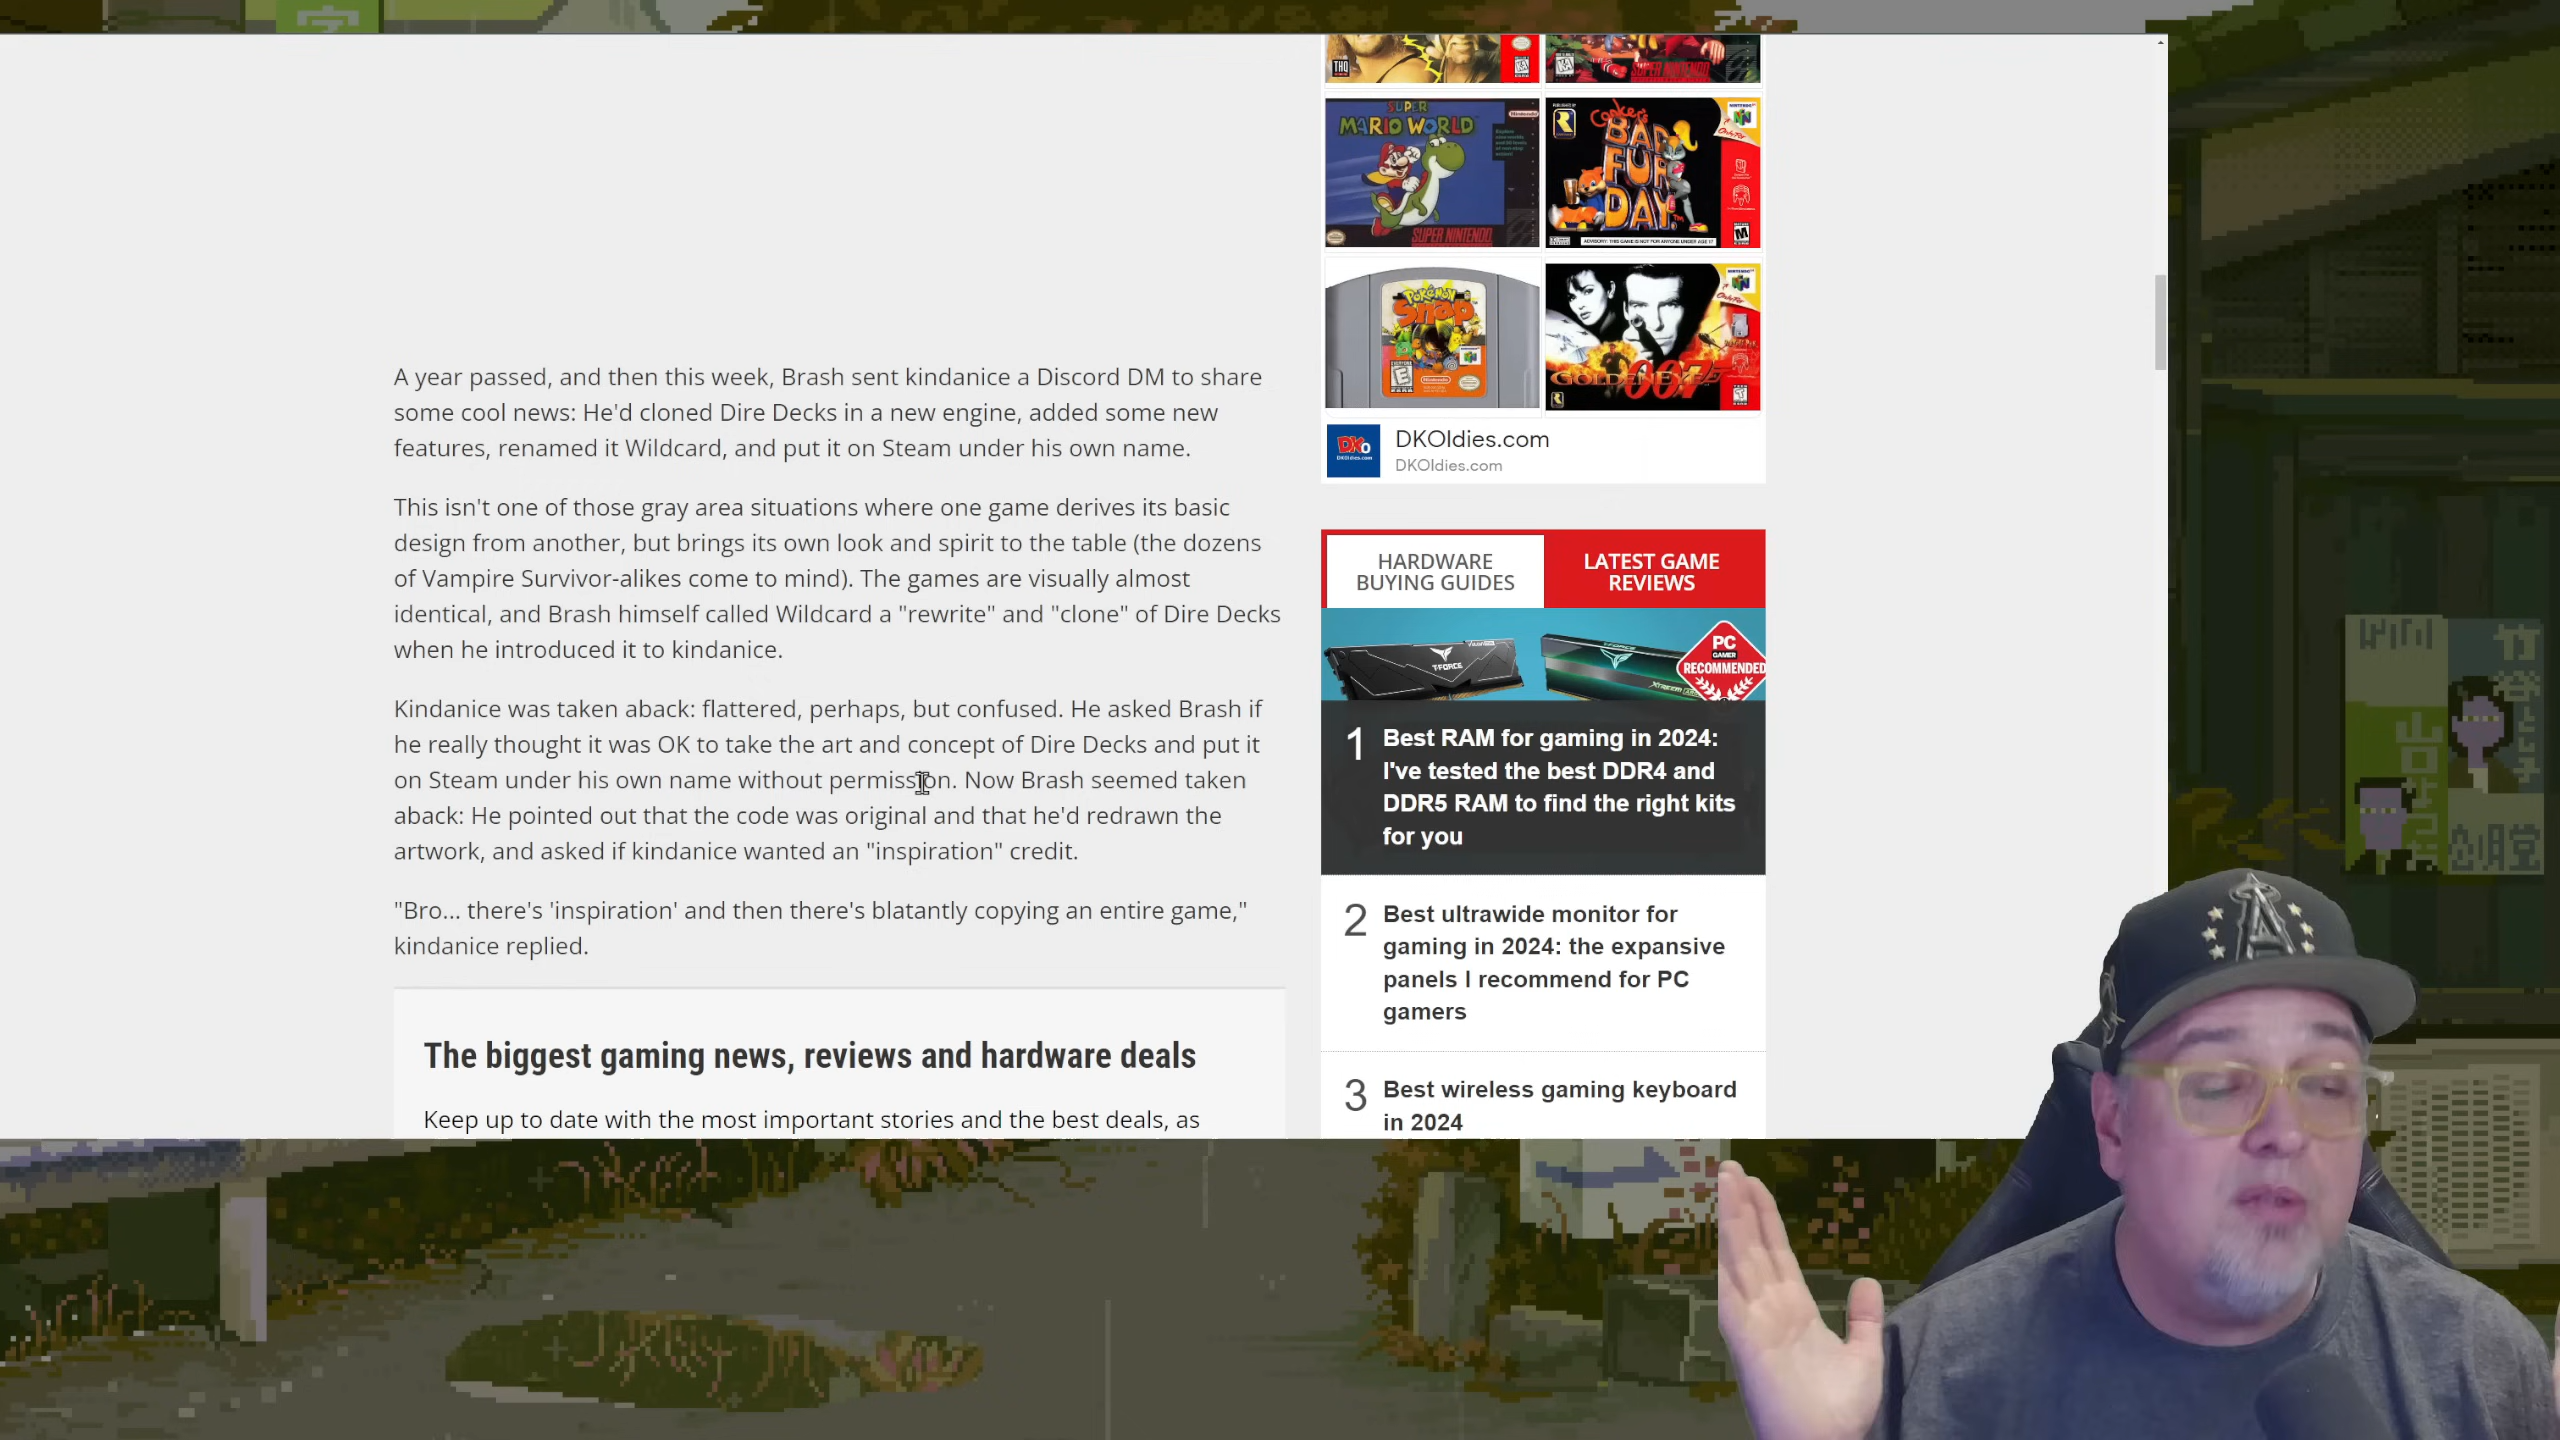 THQ
SUPER NINTENDO
SUPER
MARIO WORLD
Nintendo
SUPER NINTENDO
Conker's
BAD
FUR
DAY
M
Pokémon
Snap
E
GOLDENEYE
007
DKO
DKOldies.com
DKOldies.com
DKOldies.com
A year passed, and then this week, Brash sent kindanice a Discord DM to share
some cool news: He'd cloned Dire Decks in a new engine, added some new
features, renamed it Wildcard, and put it on Steam under his own name.
This isn't one of those gray area situations where one game derives its basic
design from another, but brings its own look and spirit to the table (the dozens
of Vampire Survivor-alikes come to mind). The games are visually almost
identical, and Brash himself called Wildcard a "rewrite" and "clone" of Dire Decks
when he introduced it to kindanice.
Kindanice was taken aback: flattered, perhaps, but confused. He asked Brash if
he really thought it was OK to take the art and concept of Dire Decks and put it
on Steam under his own name without permission. Now Brash seemed taken
aback: He pointed out that the code was original and that he'd redrawn the
artwork, and asked if kindanice wanted an "inspiration" credit.
"Bro... there's 'inspiration' and then there's blatantly copying an entire game,"
kindanice replied.
The biggest gaming news, reviews and hardware deals
Keep up to date with the most important stories and the best deals, as
HARDWARE
BUYING GUIDES
LATEST GAME
REVIEWS
T-FORCE
PC
GAMER
RECOMMENDED
1 Best RAM for gaming in 2024:
I've tested the best DDR4 and
DDR5 RAM to find the right kits
for you
2 Best ultrawide monitor for
gaming in 2024: the expansive
panels I recommend for PC
gamers
3 Best wireless gaming keyboard
in 2024
A